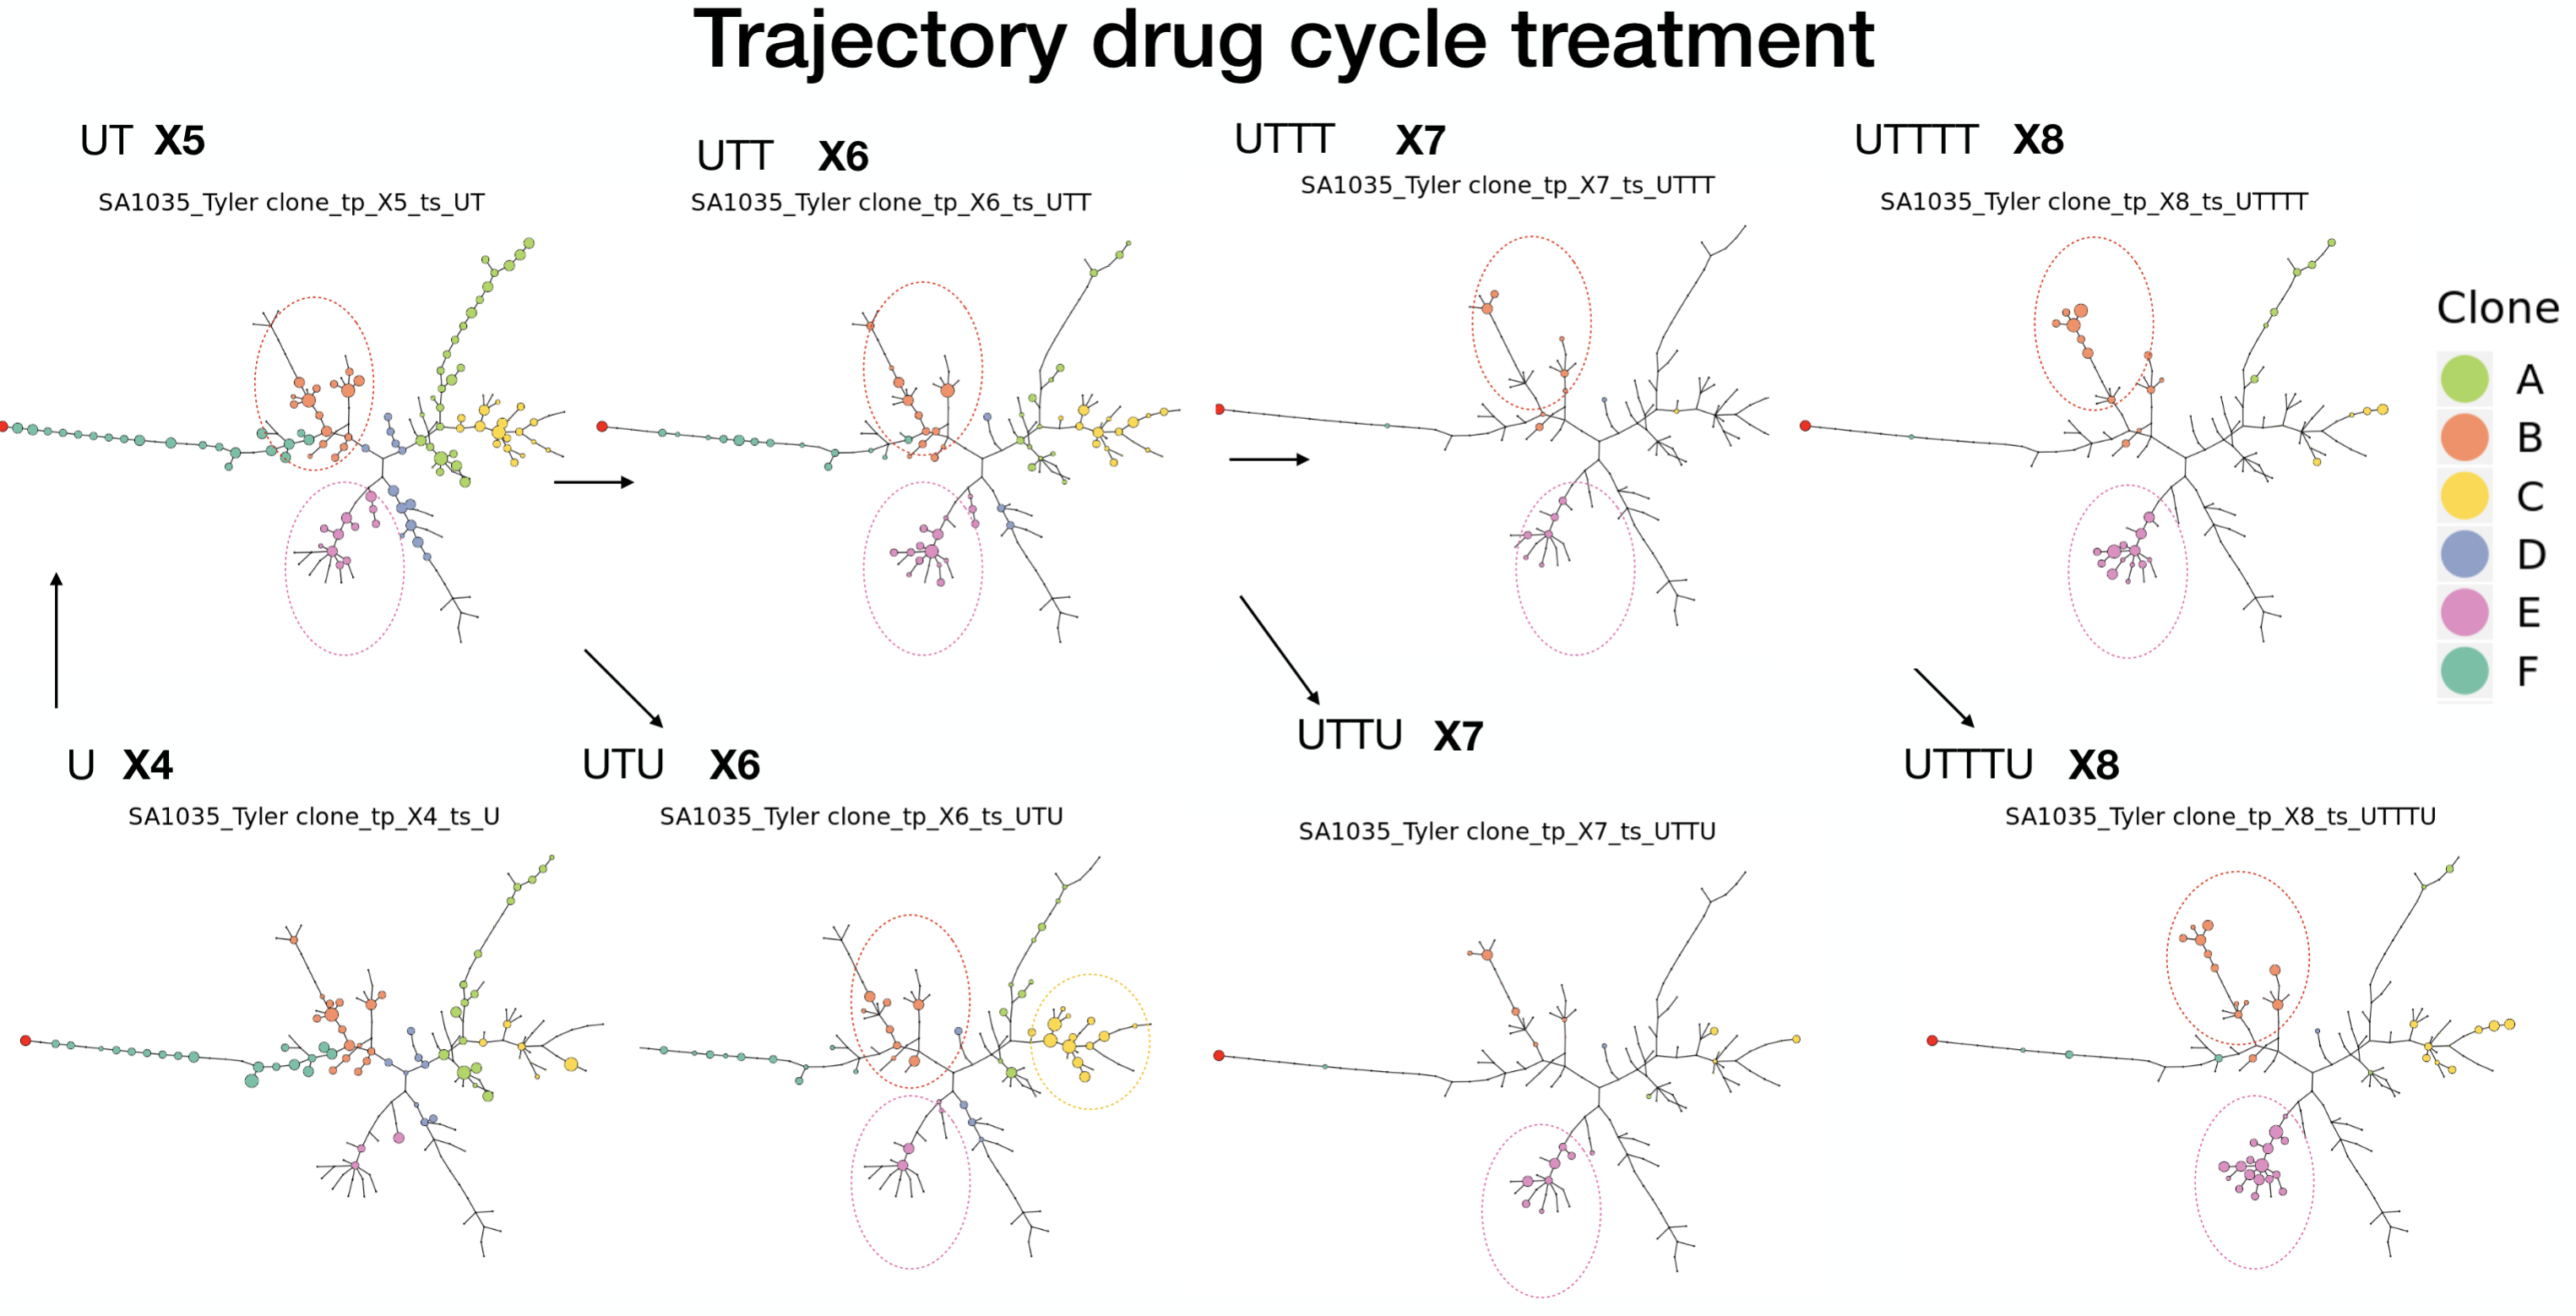 Trajectory drug cycle treatment
UT X5
SA1035_Tyler clone_tp_X5_ts_UT
UTT X6
SA1035_Tyler clone_tp_X6_ts_UTT
UTTT X7
SA1035_Tyler clone_tp_X7_ts_UTTT
UTTTT X8
SA1035_Tyler clone_tp_X8_ts_UTTTT
Clone
A
B
C
D
E
F
U X4
SA1035_Tyler clone_tp_X4_ts_U
UTU X6
SA1035_Tyler clone_tp_X6_ts_UTU
UTTU X7
SA1035_Tyler clone_tp_X7_ts_UTTU
UTTTU X8
SA1035_Tyler clone_tp_X8_ts_UTTTU